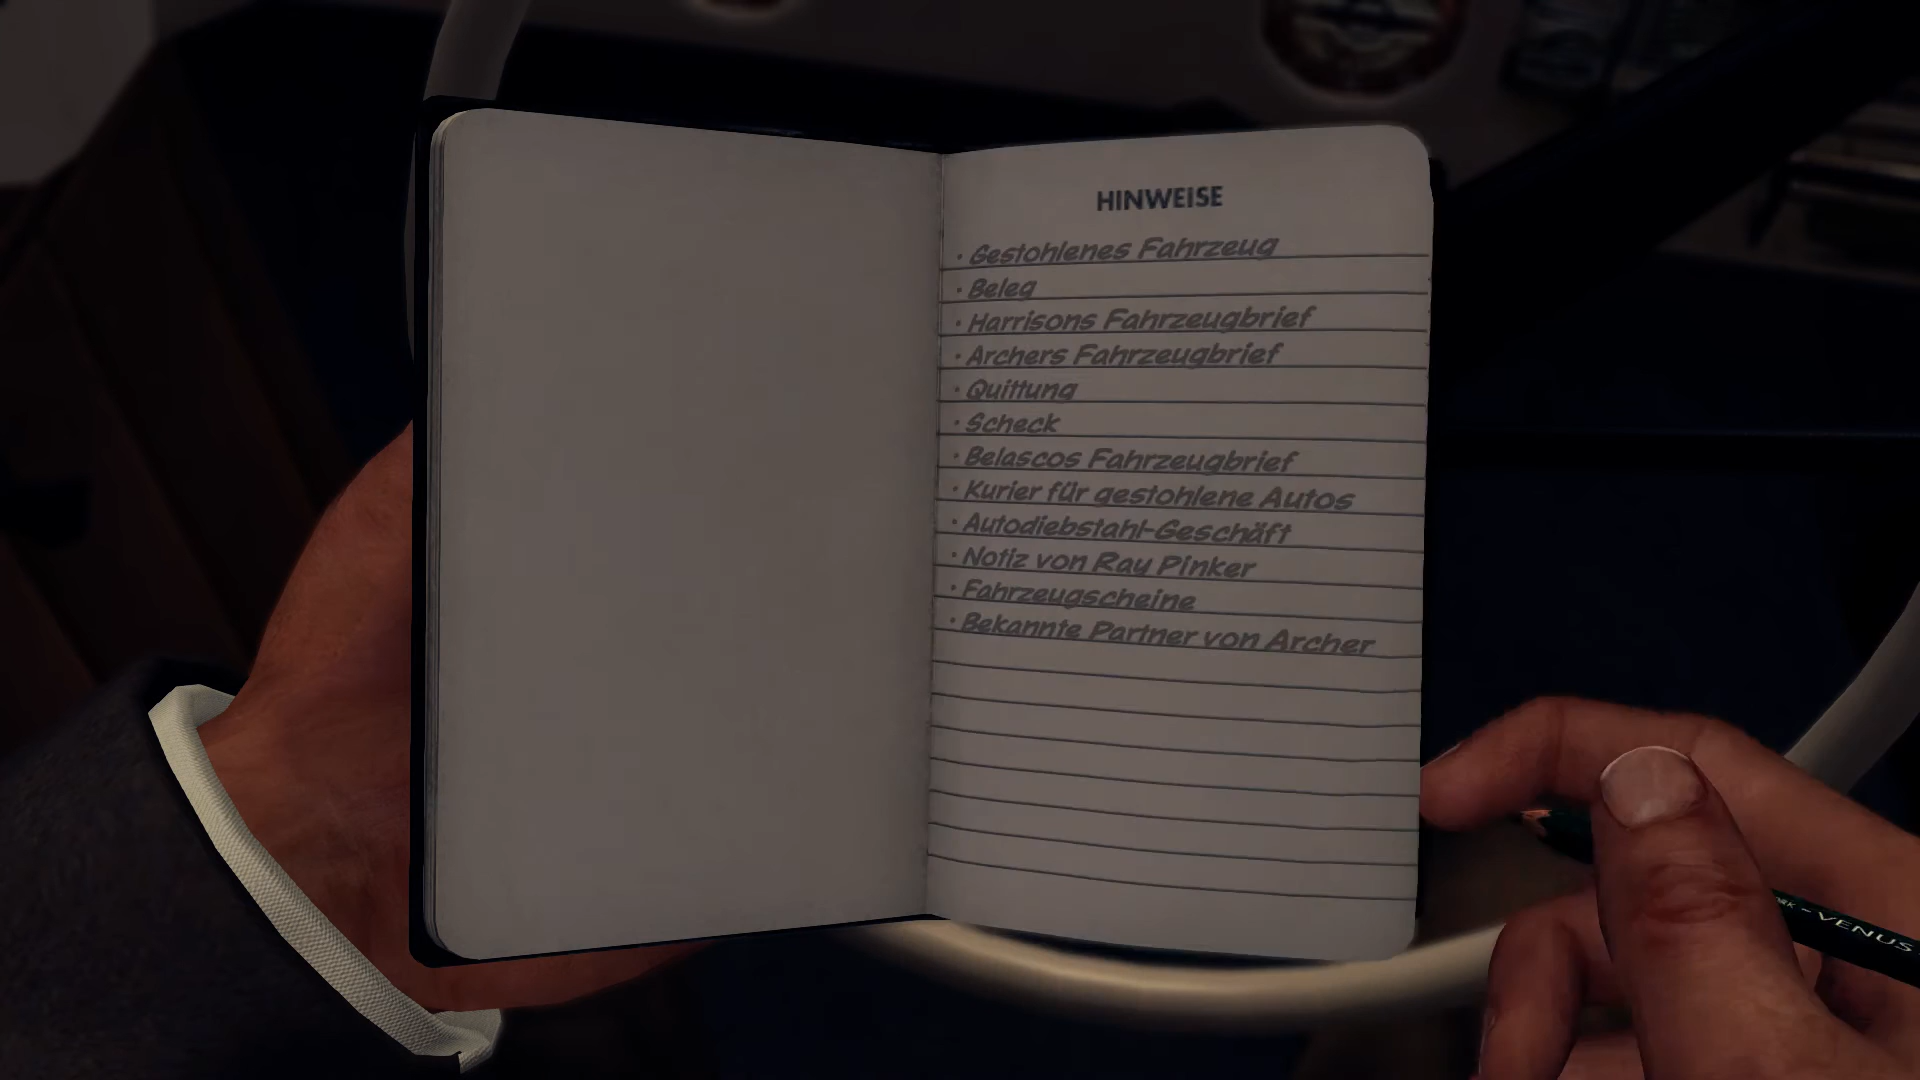 HINWEISE
· Gestohlenes Fahrzeug
· Beleg
· Harrisons Fahrzeugbrief
· Archers Fahrzeugbrief
· Quittung
· Scheck
· Belascos Fahrzeugbrief
· Kurier für gestohlene Autos
· Autodiebstahl-Geschäft
· Notiz von Ray Pinker
· Fahrzeugscheine
· Bekannte Partner von Archer
- VENUS